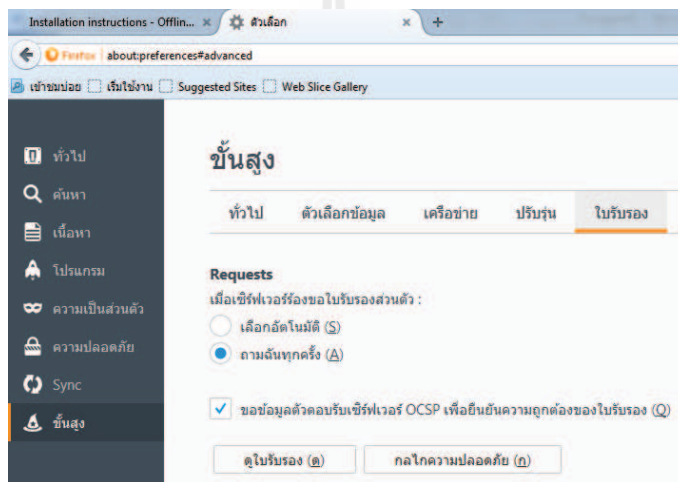 Installation instructions - Offlin... × ตัวเลือก × +
Firefox about:preferences#advanced
เข้าชมบ่อย เริ่มใช้งาน Suggested Sites Web Slice Gallery
ทั่วไป
ค้นหา
เนื้อหา
โปรแกรม
ความเป็นส่วนตัว
ความปลอดภัย
Sync
ขั้นสูง
ขั้นสูง
ทั่วไป ตัวเลือกข้อมูล เครือข่าย ปรับรุ่น ใบรับรอง
Requests
เมื่อเซิร์ฟเวอร์ร้องขอใบรับรองส่วนตัว :
เลือกอัตโนมัติ (S)
ถามฉันทุกครั้ง (A)
ขอข้อมูลตัวตอบรับเซิร์ฟเวอร์ OCSP เพื่อยืนยันความถูกต้องของใบรับรอง (Q)
ดูใบรับรอง (ด) กลไกความปลอดภัย (ก)